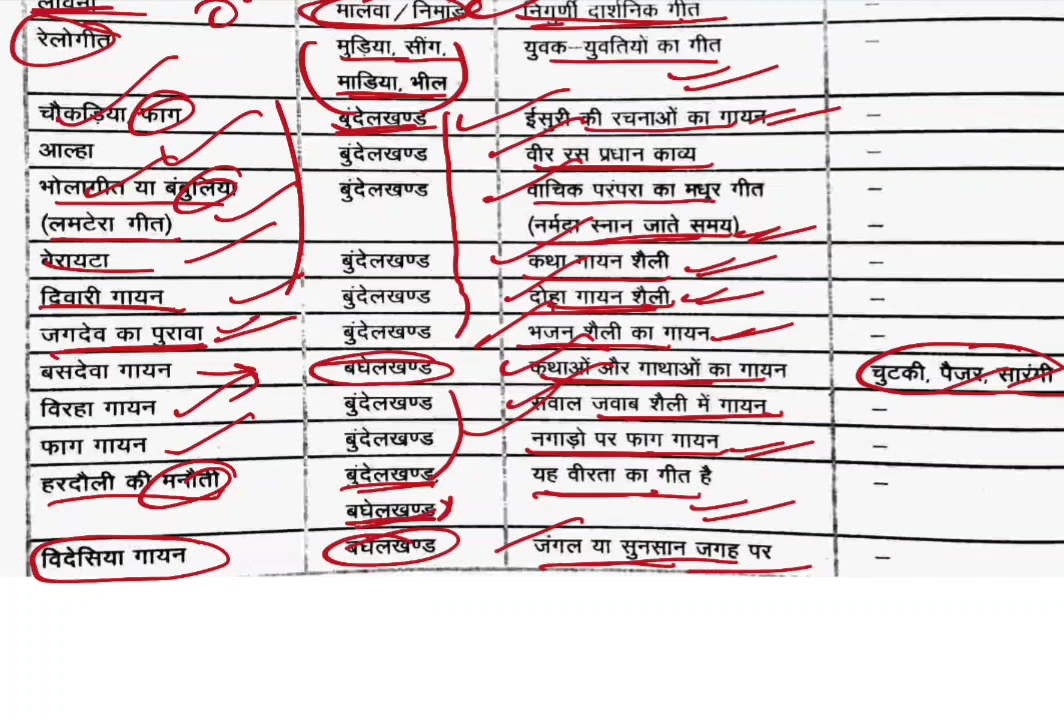 लावनी मालवा / निमाड़ निर्गुणी दार्शनिक गीत –
रेलोगीत मुड़िया, सींग, युवक–युवतियों का गीत –
माडिया, भील
चौकड़िया फाग बुंदेलखण्ड ईसुरी की रचनाओं का गायन –
आल्हा बुंदेलखण्ड वीर रस प्रधान काव्य –
भोलागीत या बंबुलिया बुंदेलखण्ड वाचिक परंपरा का मधुर गीत –
(लमटेरा गीत) (नर्मदा स्नान जाते समय)
बेरायटा बुंदेलखण्ड कथा गायन शैली –
दिवारी गायन बुंदेलखण्ड दोहा गायन शैली –
जगदेव का पुरावा बुंदेलखण्ड भजन शैली का गायन –
बसदेवा गायन बघेलखण्ड कथाओं और गाथाओं का गायन चुटकी, पैजर, सारंगी
विरहा गायन बुंदेलखण्ड सवाल जवाब शैली में गायन –
फाग गायन बुंदेलखण्ड नगाड़ो पर फाग गायन –
हरदौली की मनौती बुंदेलखण्ड यह वीरता का गीत है –
बघेलखण्ड
विदेसिया गायन बघेलखण्ड जंगल या सुनसान जगह पर –